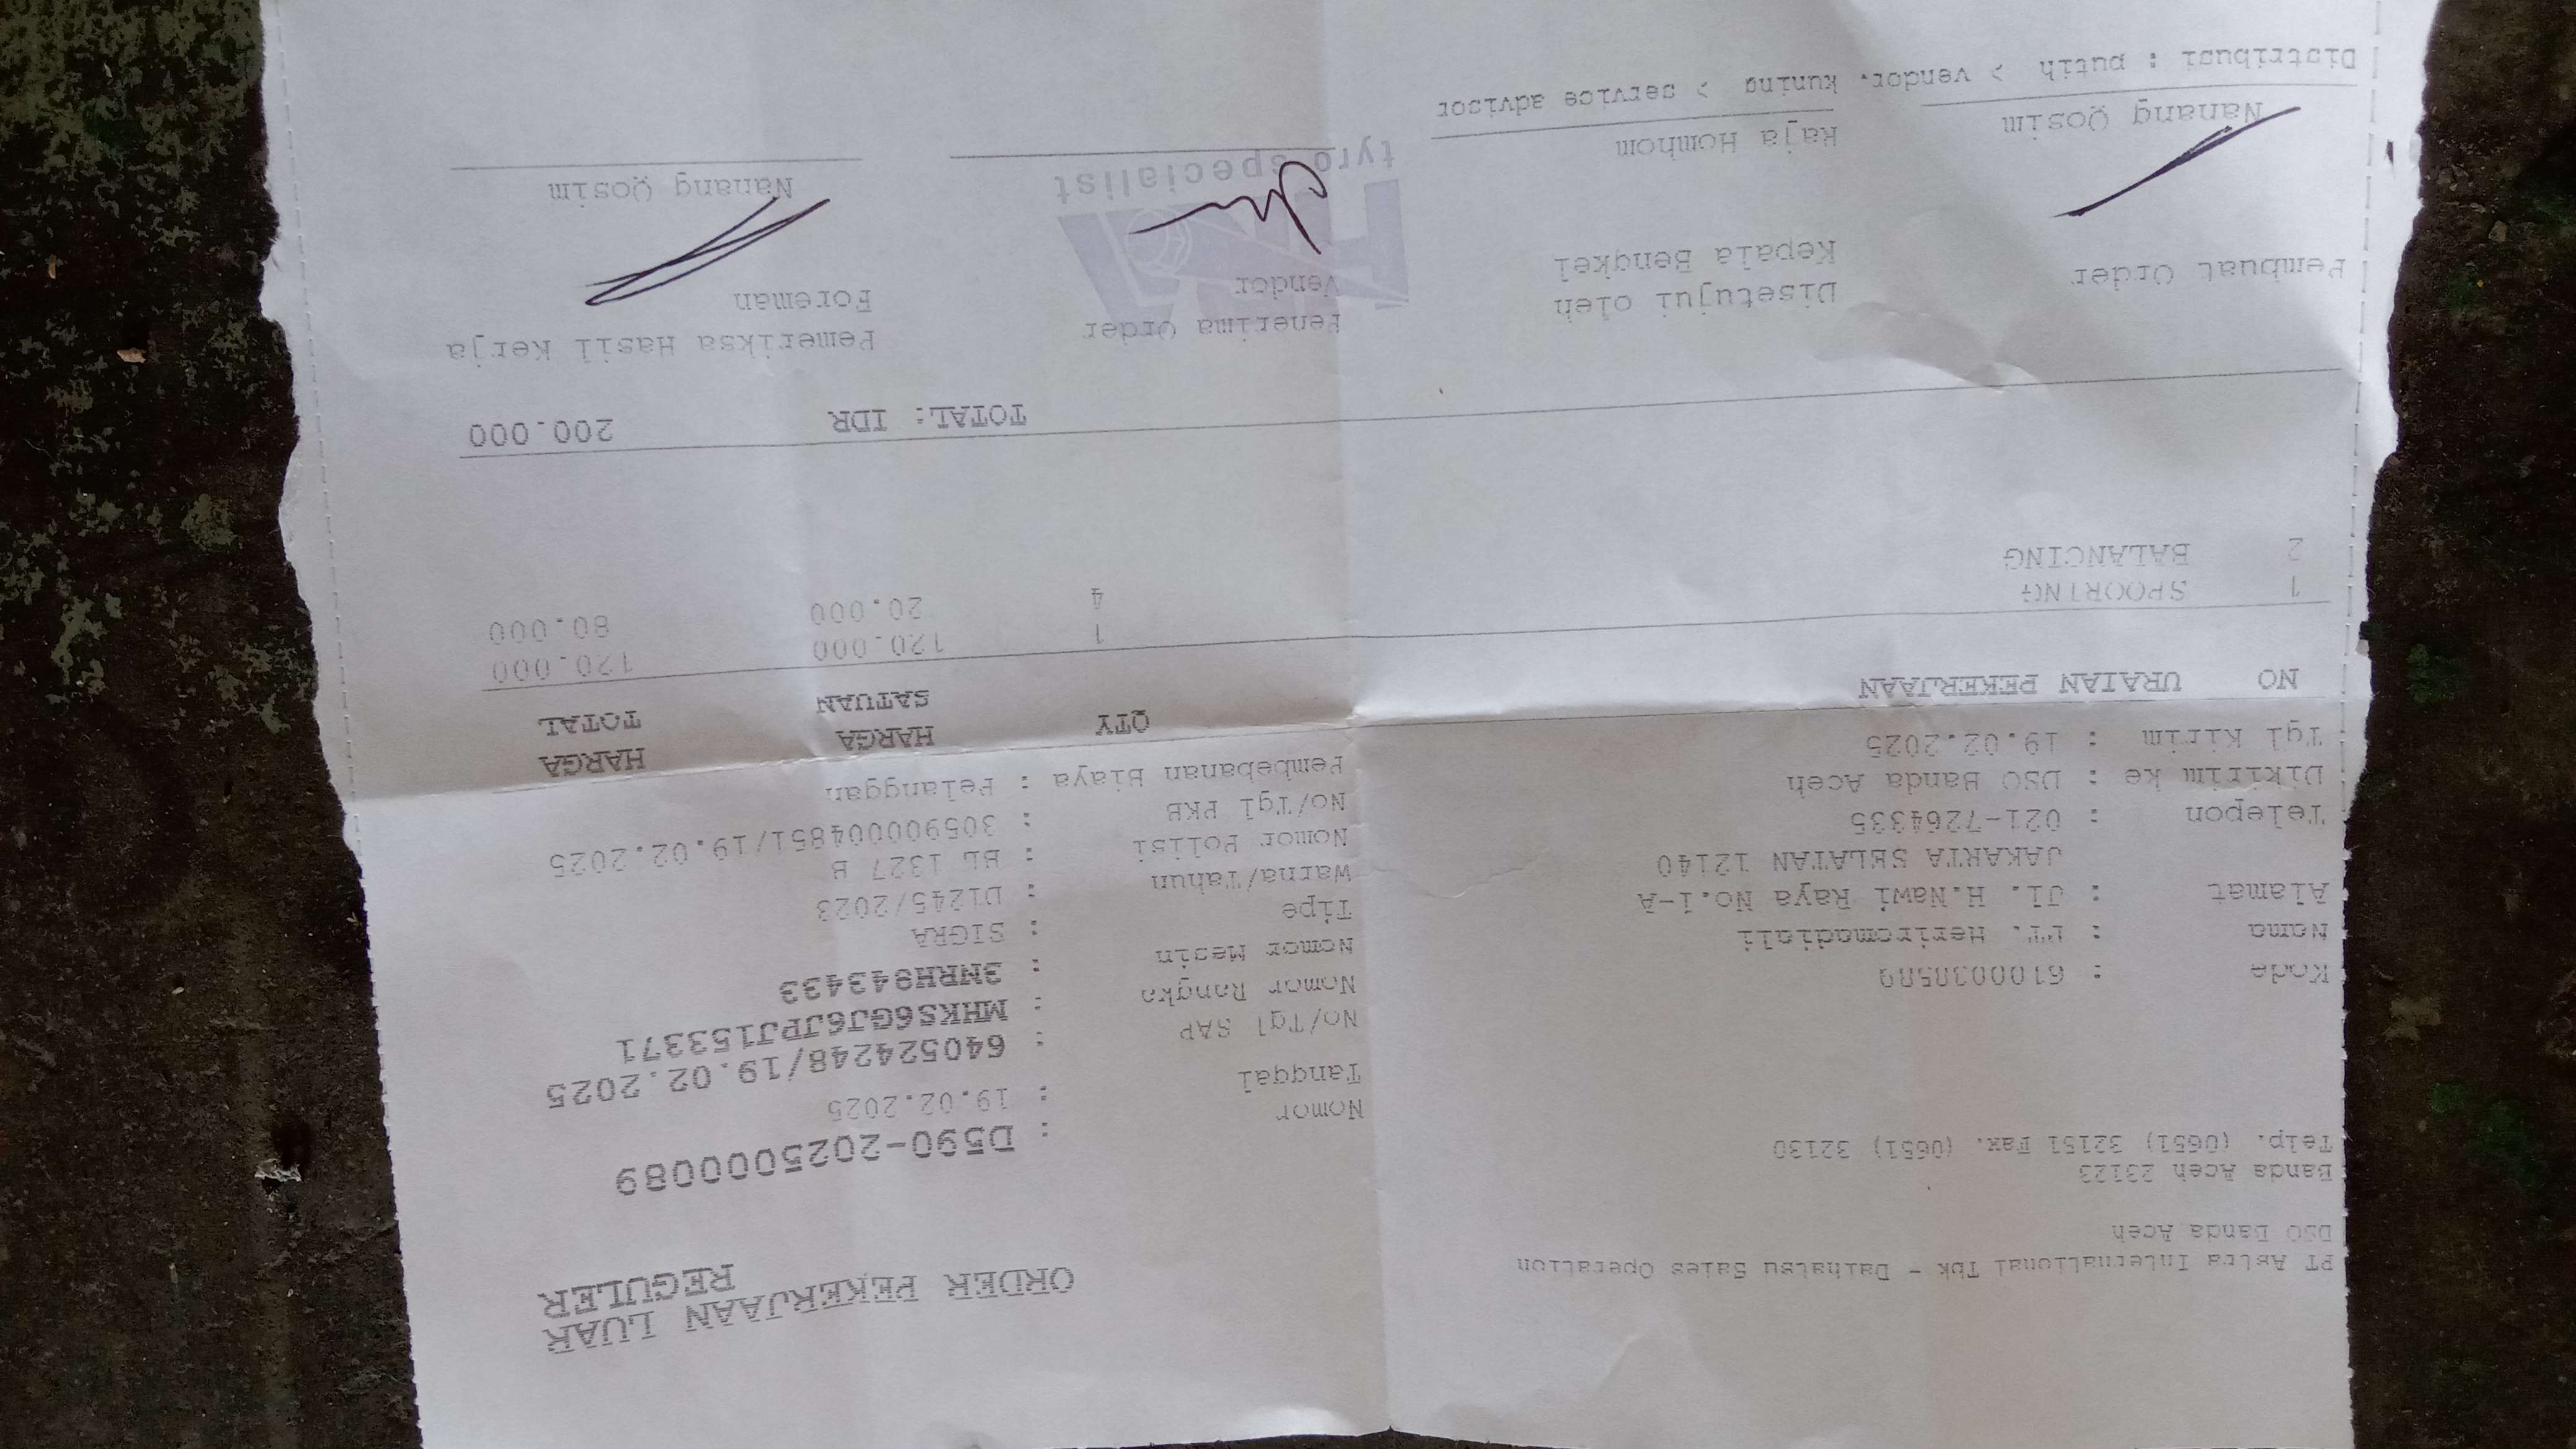 PT Astra International Tbk - Daihatsu Sales Operation
DSO Banda Aceh
Banda Aceh 23123
Telp. (0651) 32151 Fax. (0651) 32130
ORDER PEKERJAAN LUAR
REGULER
Nomor : D590-2025000089
Tanggal : 19.02.2025
No/Tgl SAP : 640524248/19.02.2025
Nomor Rangka : MHKS6GJ6JPJ153371
Nomor Mesin : 3NRH943433
Tipe : SIGRA
Warna/Tahun : D1245/2023
Nomor Polisi : BL 1327 B
No/Tgl PKB : 305900004851/19.02.2025
Pembebanan Biaya : Pelanggan
Kode : 6100038589
Nama : PT.
Alamat : Jl. H.Nawi Raya No.1-A
JAKARTA SELATAN 12140
Telepon : 021-7264335
Dikirim ke : DSO Banda Aceh
Tgl Kirim : 19.02.2025
NO URAIAN PEKERJAAN QTY HARGA SATUAN HARGA TOTAL
1 SPOORING 1 120.000 120.000
2 BALANCING 4 20.000 80.000
TOTAL: IDR 200.000
Pembuat Order
Nanang Qosim
Disetujui oleh
Kepala Bengkel
Raja Homhom
Penerima Order
Vendor
tyro specialist
Pemeriksa Hasil Kerja
Foreman
Nanang Qosim
Distribusi : putih > vendor, kuning > service advisor